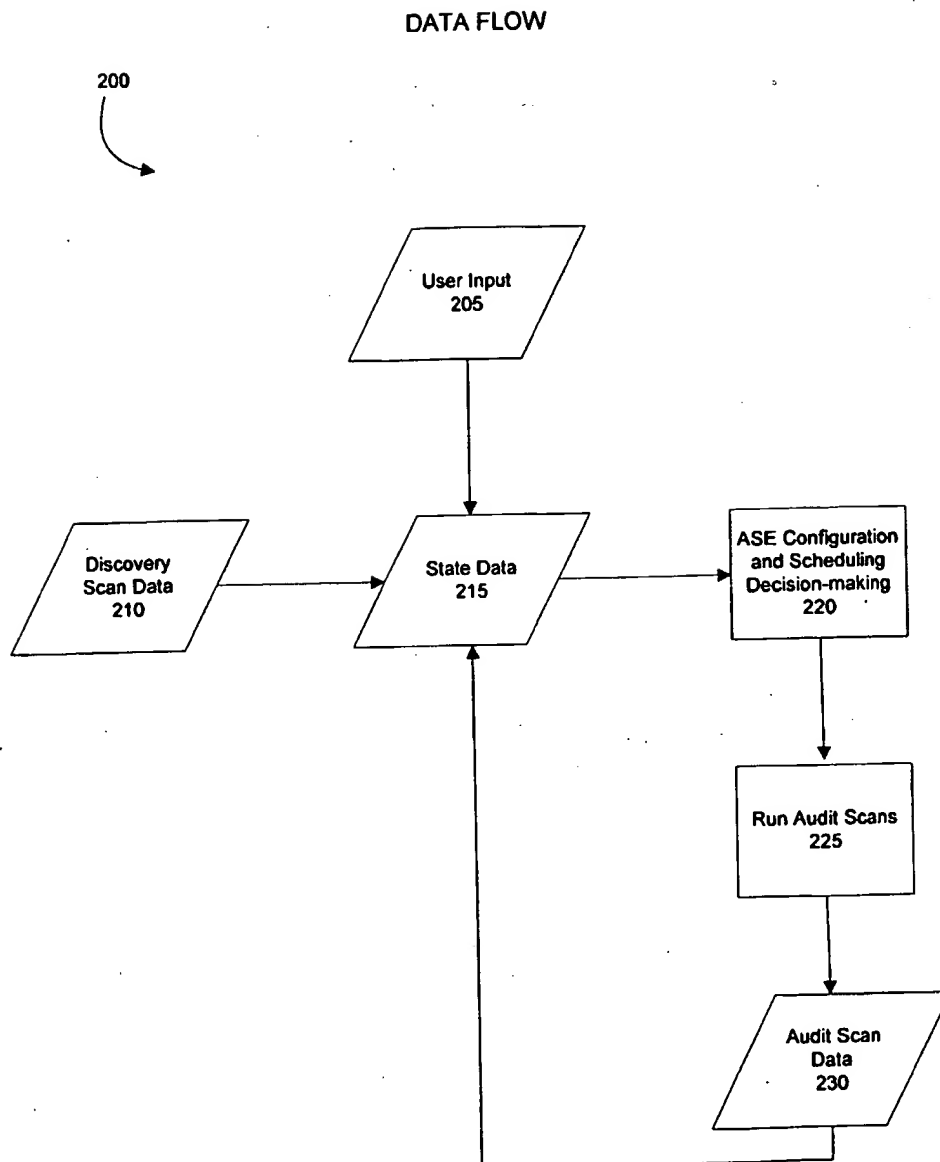 DATA FLOW
200
User Input
205
Discovery
Scan Data
210
State Data
215
ASE Configuration
and Scheduling
Decision-making
220
Run Audit Scans
225
Audit Scan
Data
230